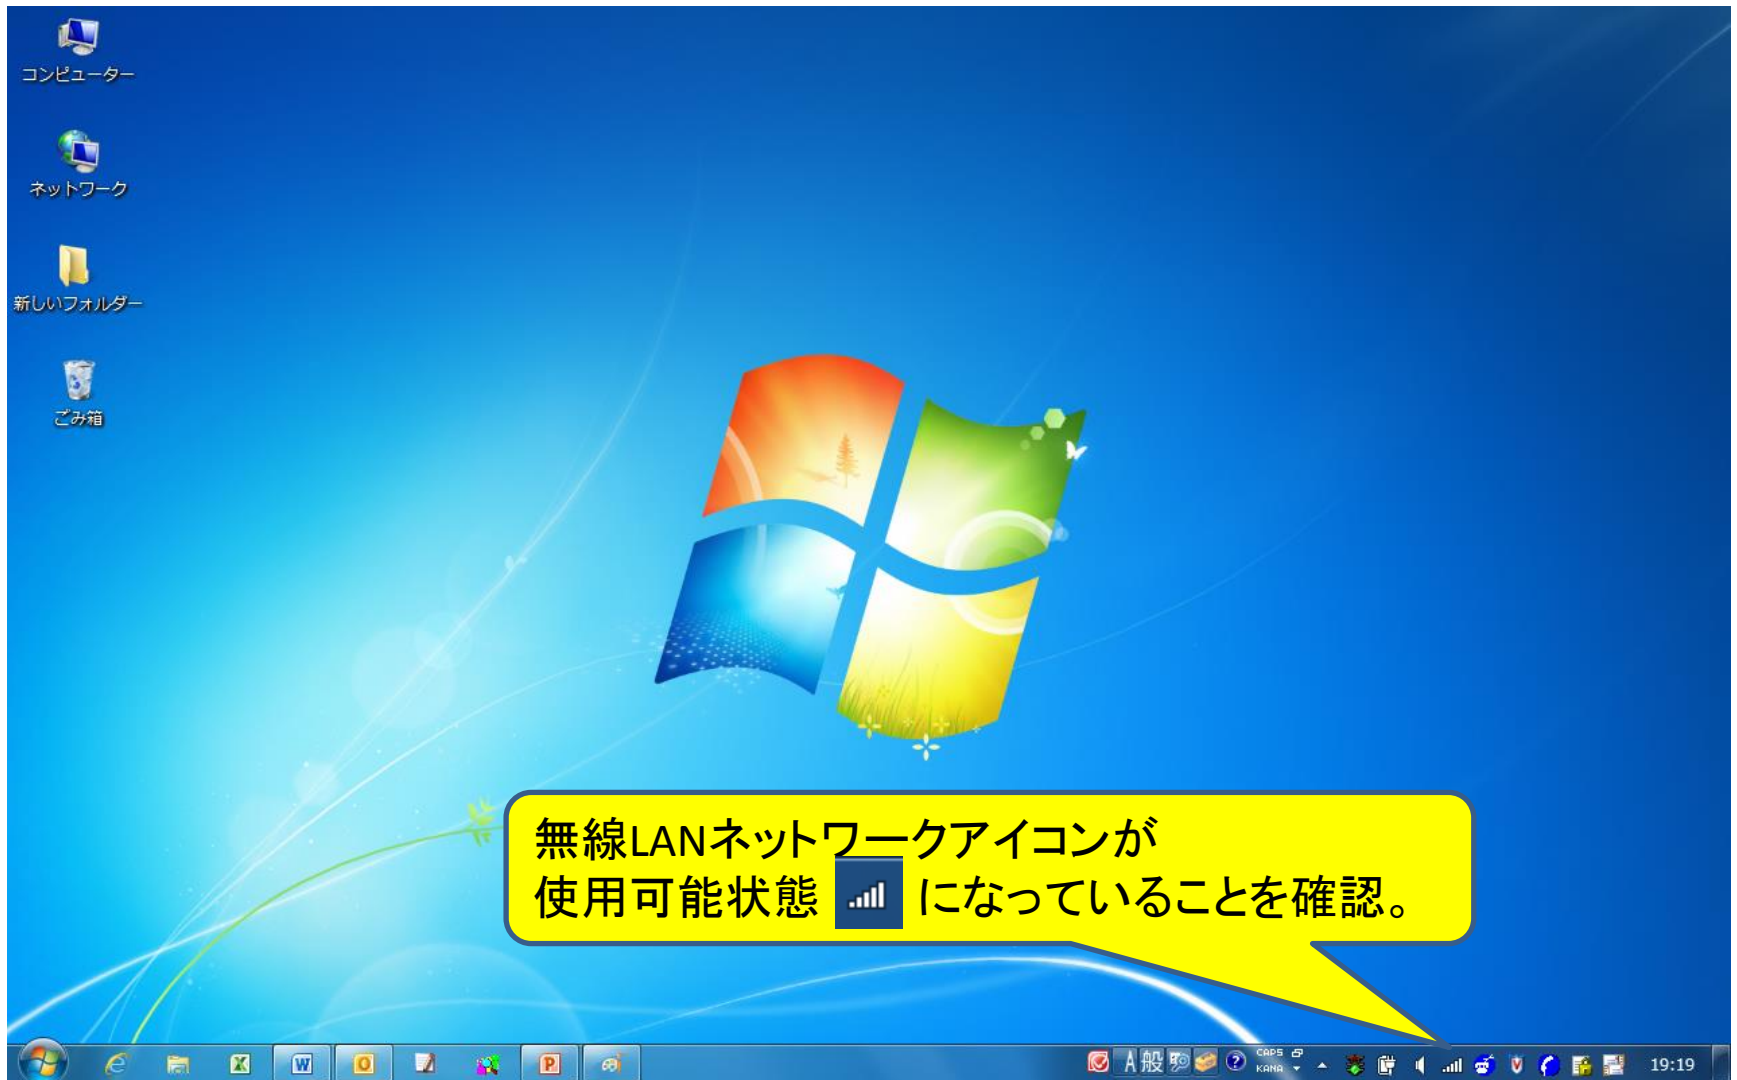 コンピューター
ネットワーク
新しいフォルダー
ごみ箱
無線LANネットワークアイコンが
使用可能状態 になっていることを確認。
A 般 CAPS
KANA
19:19